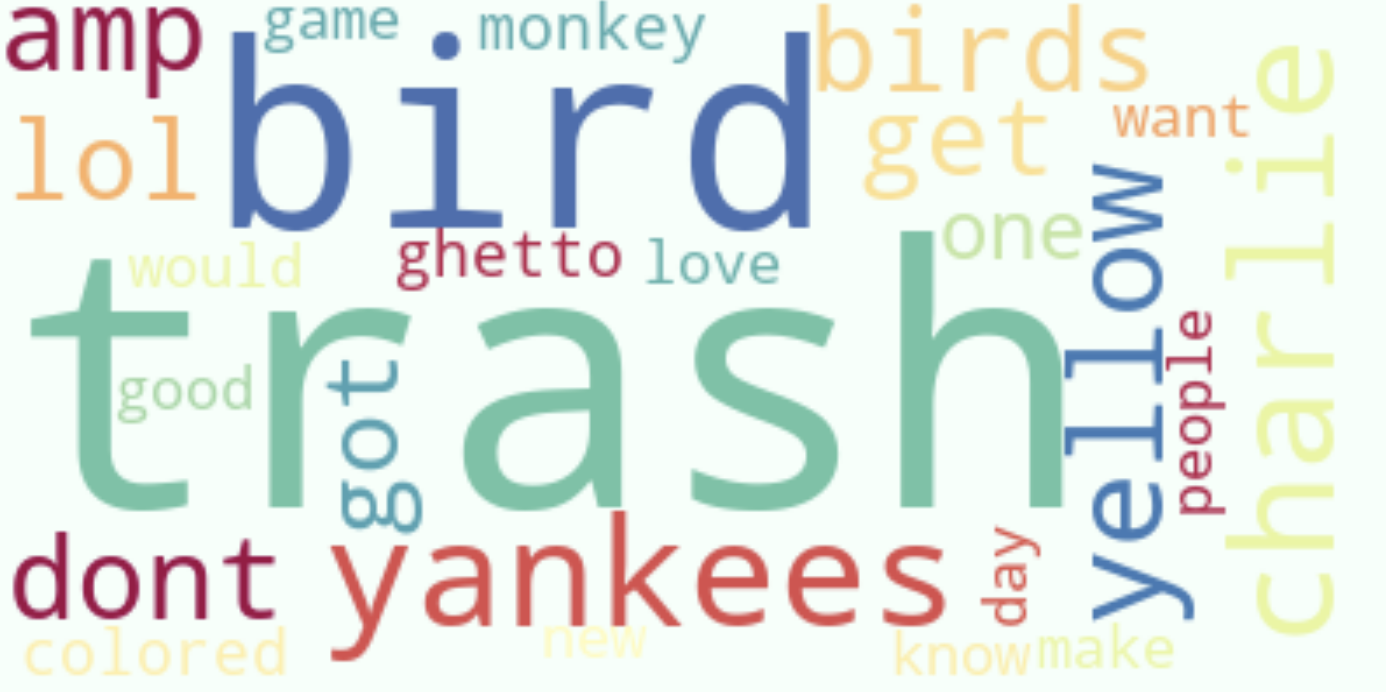 amp
game
monkey
birds
bird
lol
get
want
charlie
one
yellow
would
ghetto
love
trash
good
got
people
dont
yankees
day
colored
new
know
make